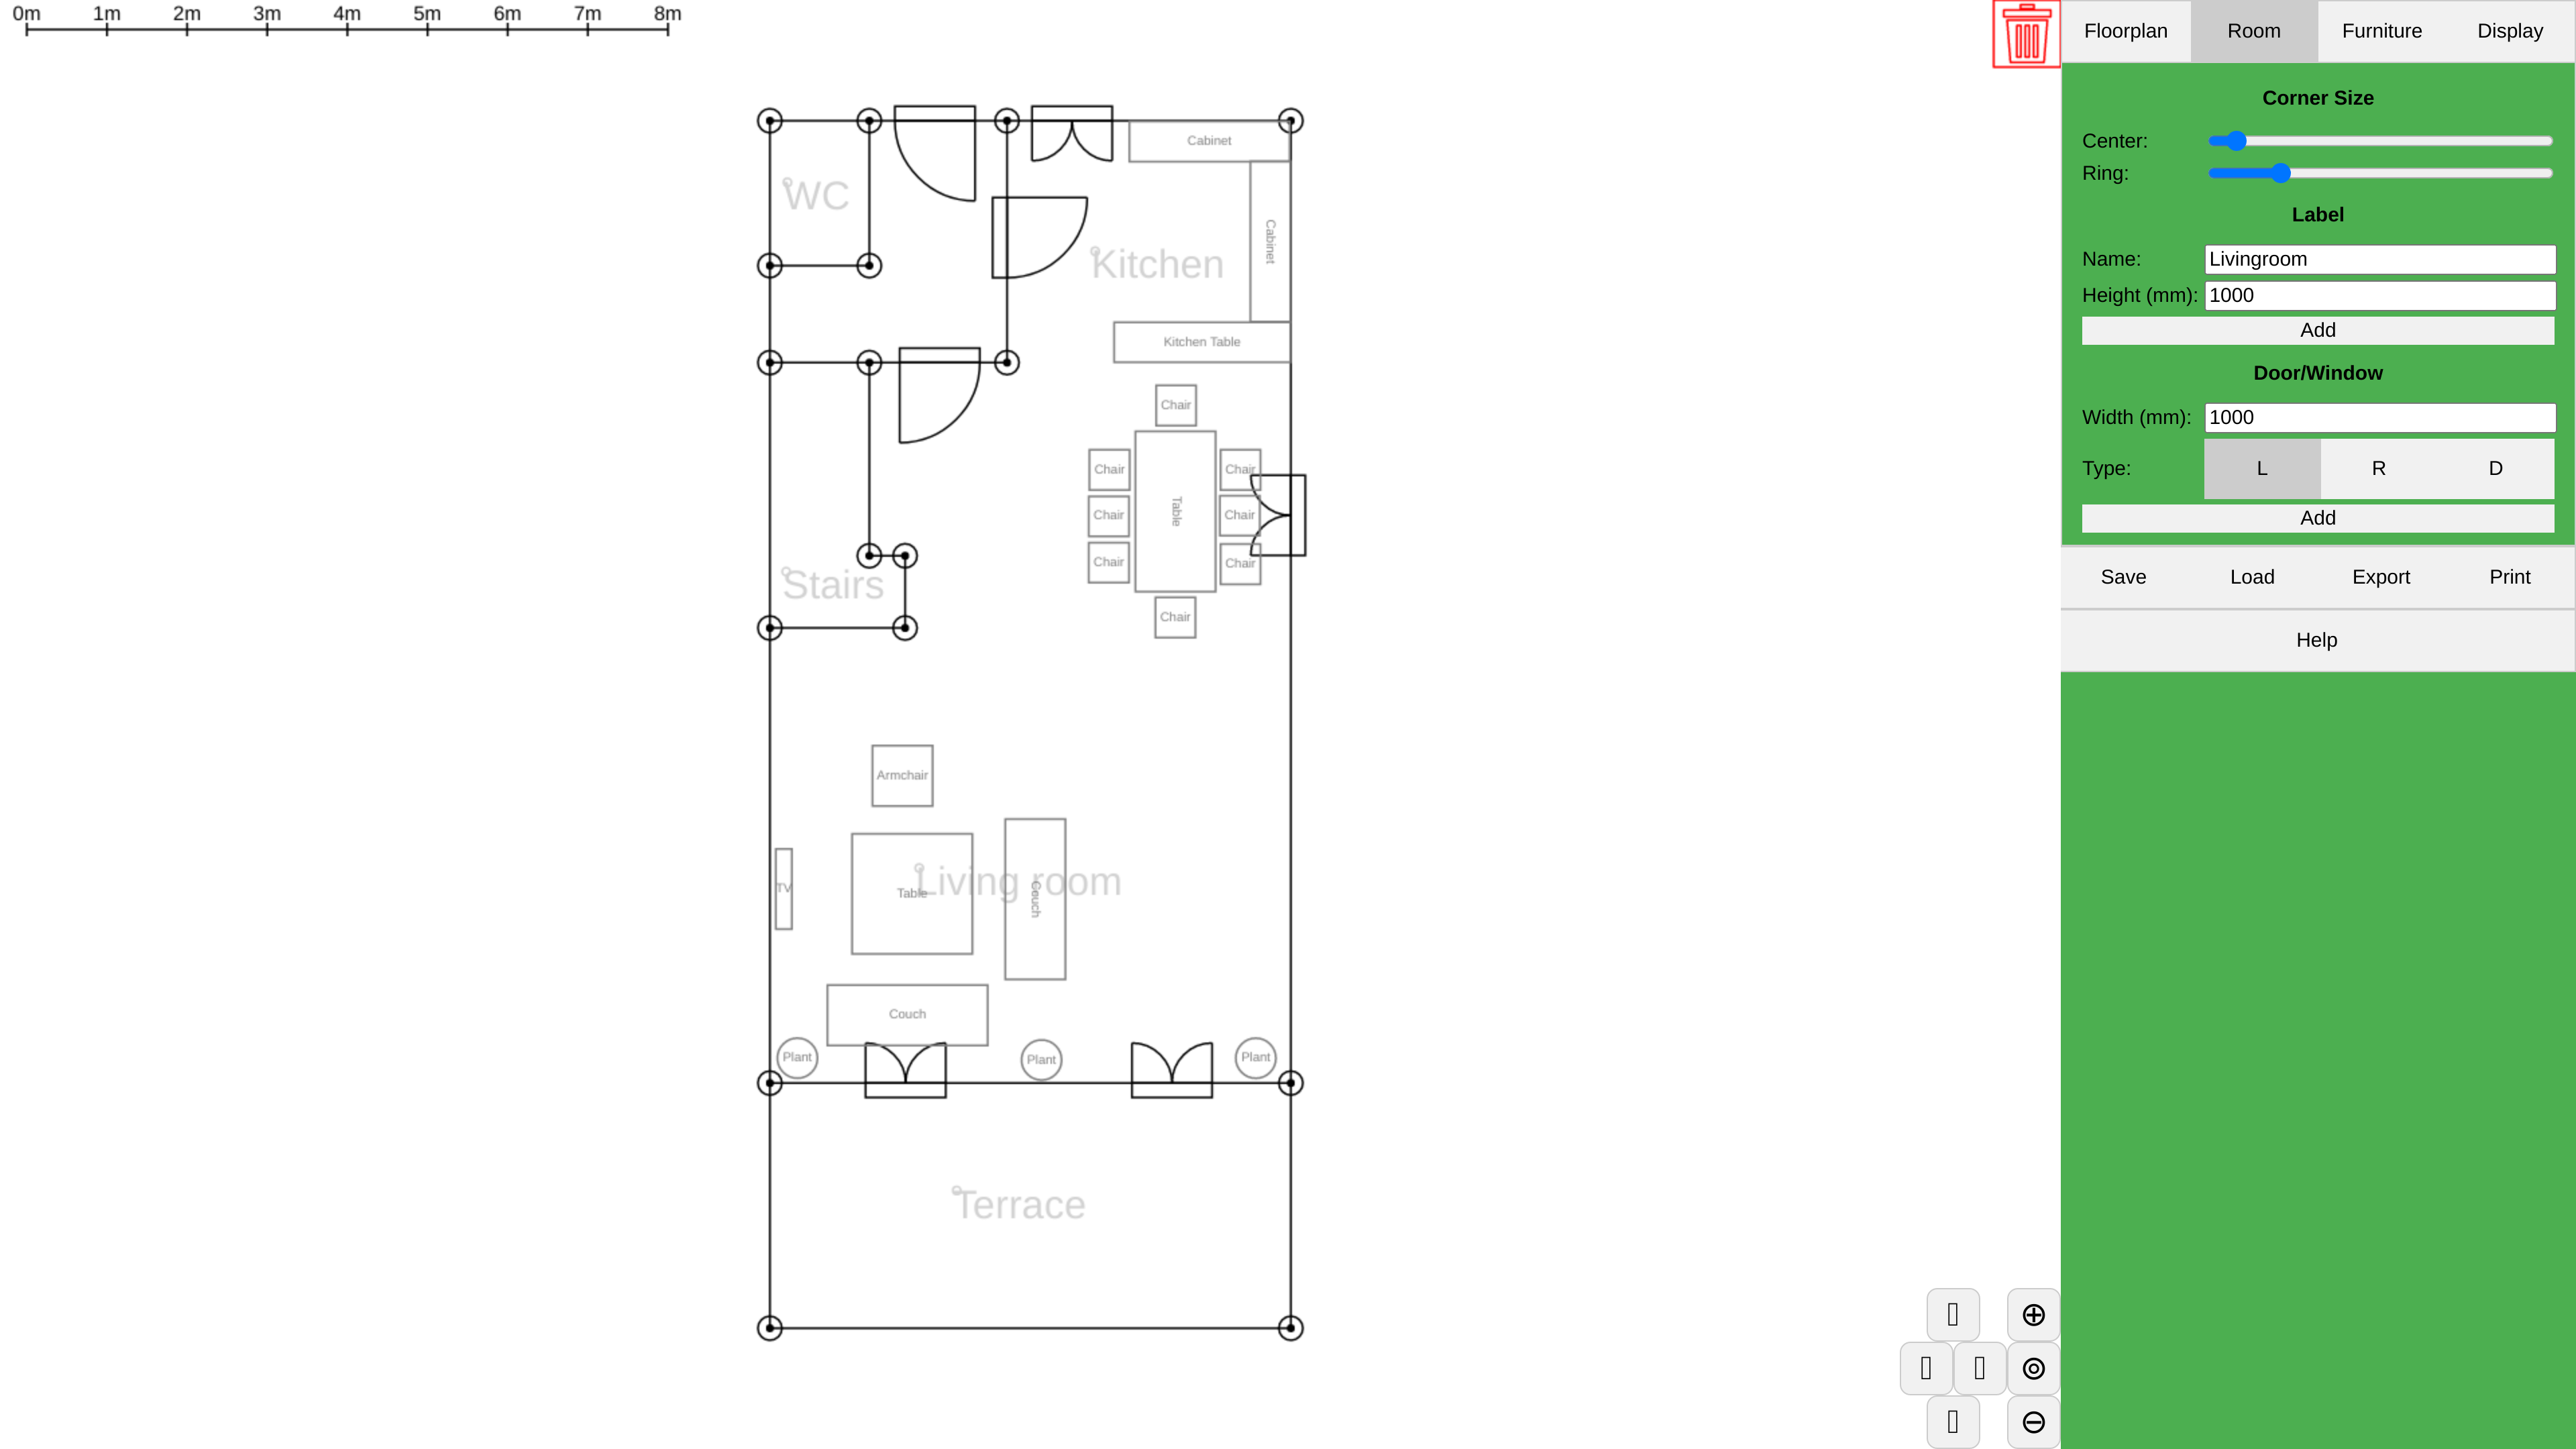 0m 1m 2m 3m 4m 5m 6m 7m 8m
Floorplan Room Furniture Display
Corner Size
Center:
Ring:
Label
Name: Livingroom
Height (mm): 1000
Add
Door/Window
Width (mm): 1000
Type: L R D
Add
Save Load Export Print
Help
Cabinet
WC
Cabinet
Kitchen
Kitchen Table
Chair
Chair
Chair
Table
Chair
Chair
Chair
Chair
Stairs
Chair
Armchair
TV
Table
Living room
Couch
Couch
Plant
Plant
Plant
Terrace